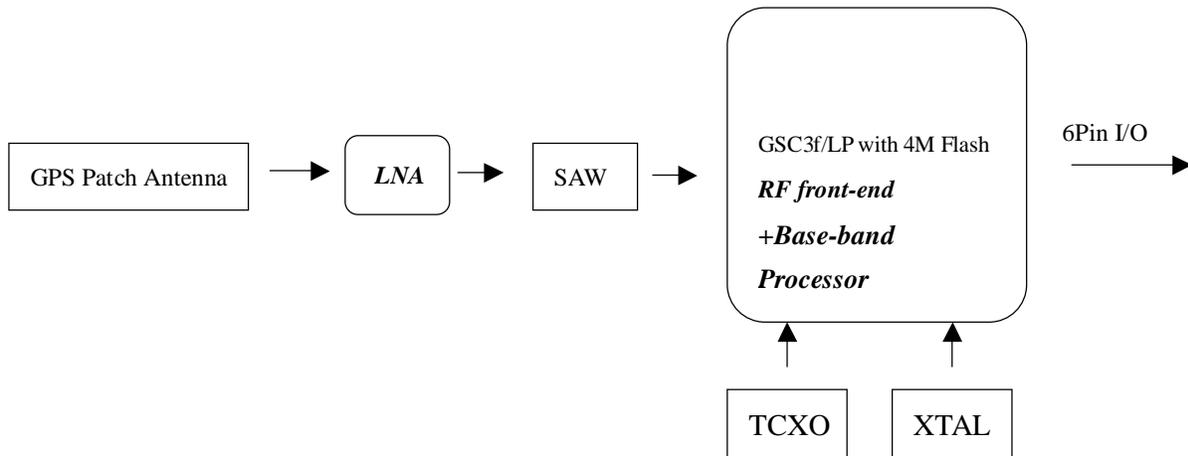 GPS Patch Antenna
LNA
SAW
GSC3f/LP with 4M Flash
RF front-end
+Base-band
Processor
6Pin I/O
TCXO
XTAL